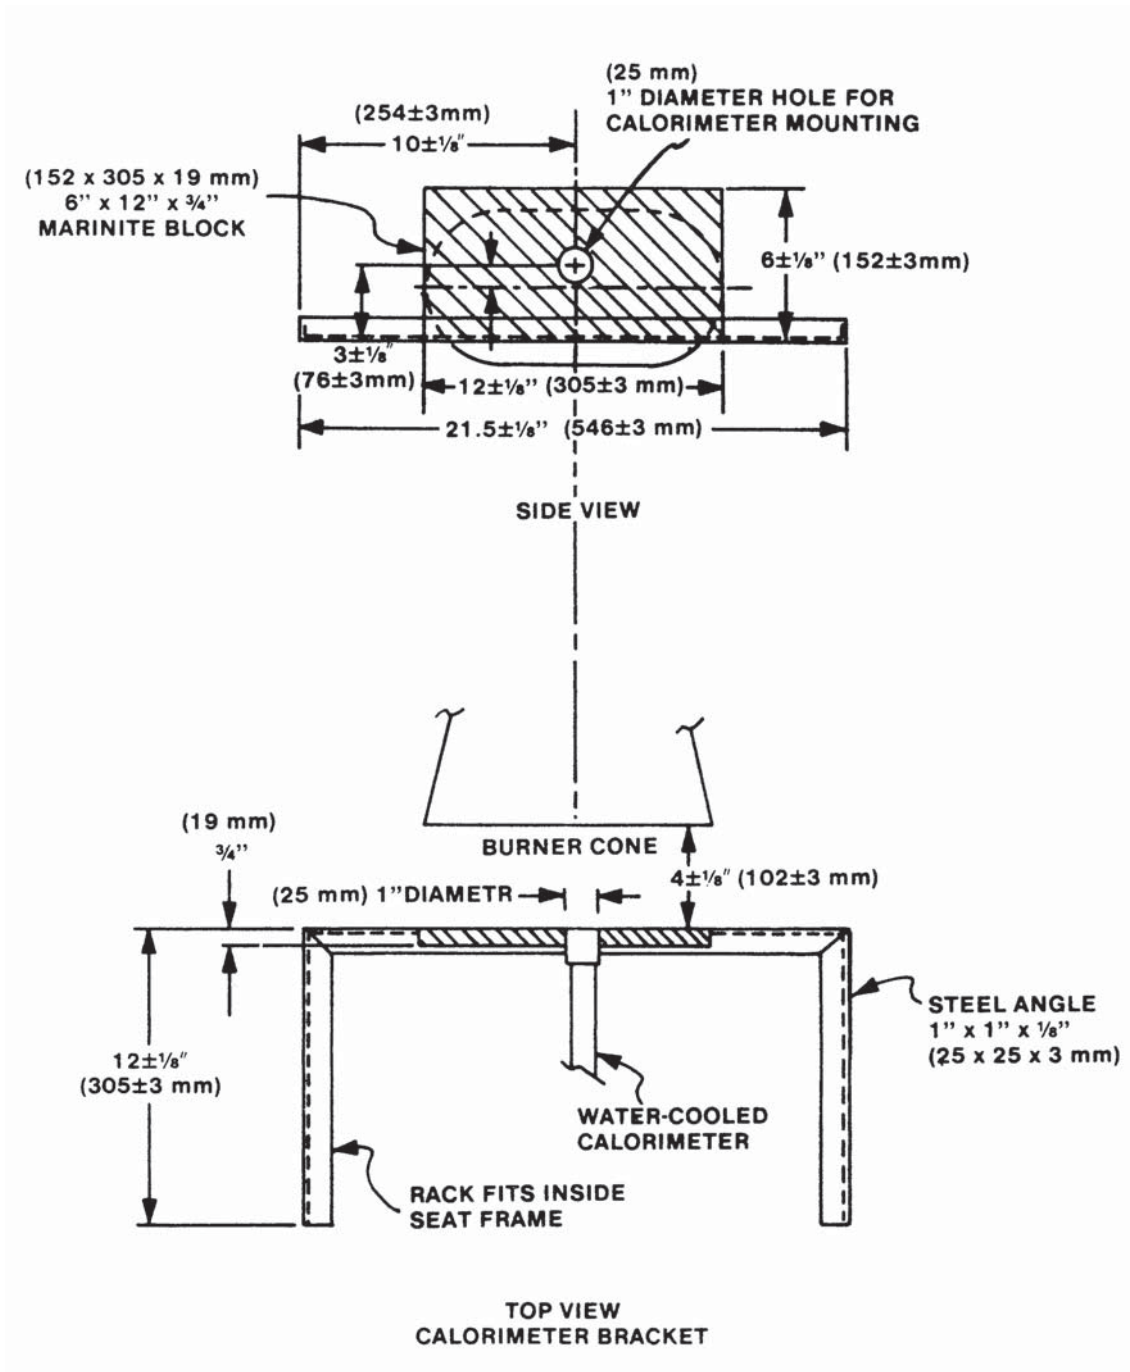 (25 mm)
1” DIAMETER HOLE FOR
CALORIMETER MOUNTING
(254±3mm)
10±⅛″
(152 x 305 x 19 mm)
6” x 12” x ¾”
MARINITE BLOCK
6±⅛” (152±3mm)
3±⅛″
(76±3mm)
12±⅛” (305±3 mm)
21.5±⅛” (546±3 mm)
SIDE VIEW
(19 mm)
¾”
BURNER CONE
4±⅛″ (102±3 mm)
(25 mm) 1”DIAMETR
STEEL ANGLE
1” x 1” x ⅛”
(25 x 25 x 3 mm)
12±⅛″
(305±3 mm)
WATER-COOLED
CALORIMETER
RACK FITS INSIDE
SEAT FRAME
TOP VIEW
CALORIMETER BRACKET